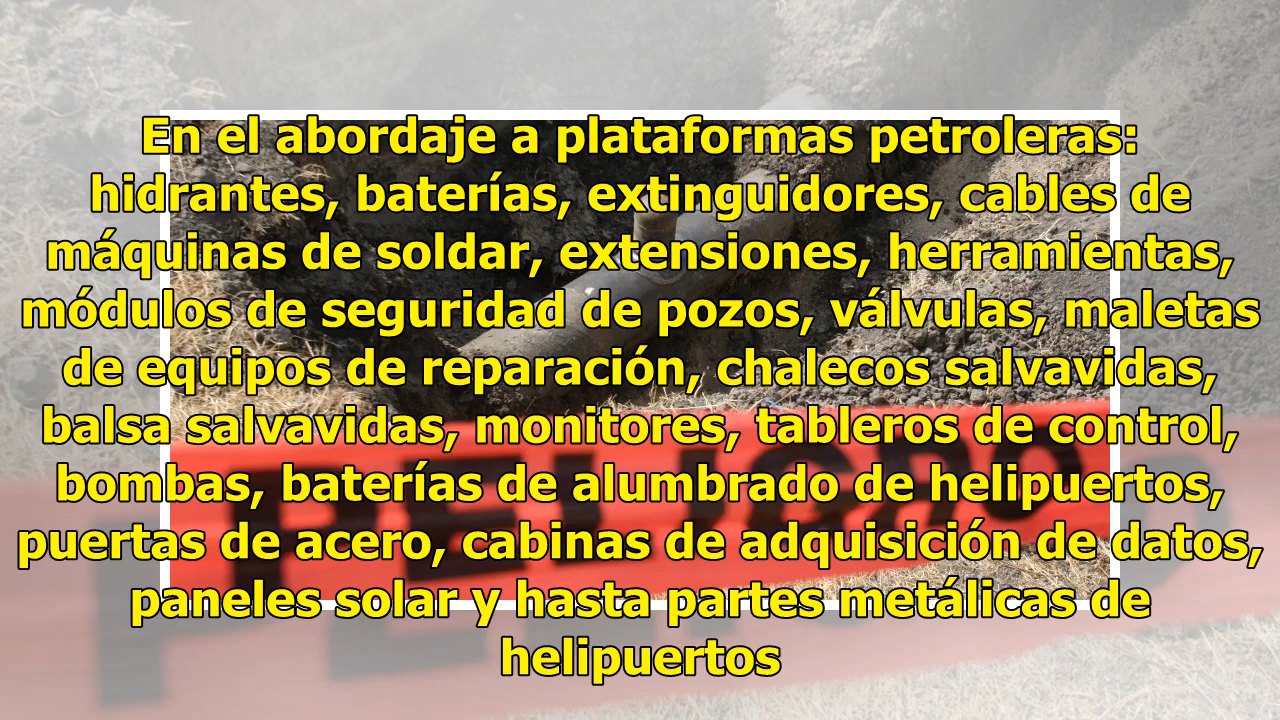 En el abordaje a plataformas petroleras:
hidrantes, baterías, extinguidores, cables de
máquinas de soldar, extensiones, herramientas,
módulos de seguridad de pozos, válvulas, maletas
de equipos de reparación, chalecos salvavidas,
balsa salvavidas, monitores, tableros de control,
bombas, baterías de alumbrado de helipuertos,
puertas de acero, cabinas de adquisición de datos,
paneles solar y hasta partes metálicas de
helipuertos
PELIGRO